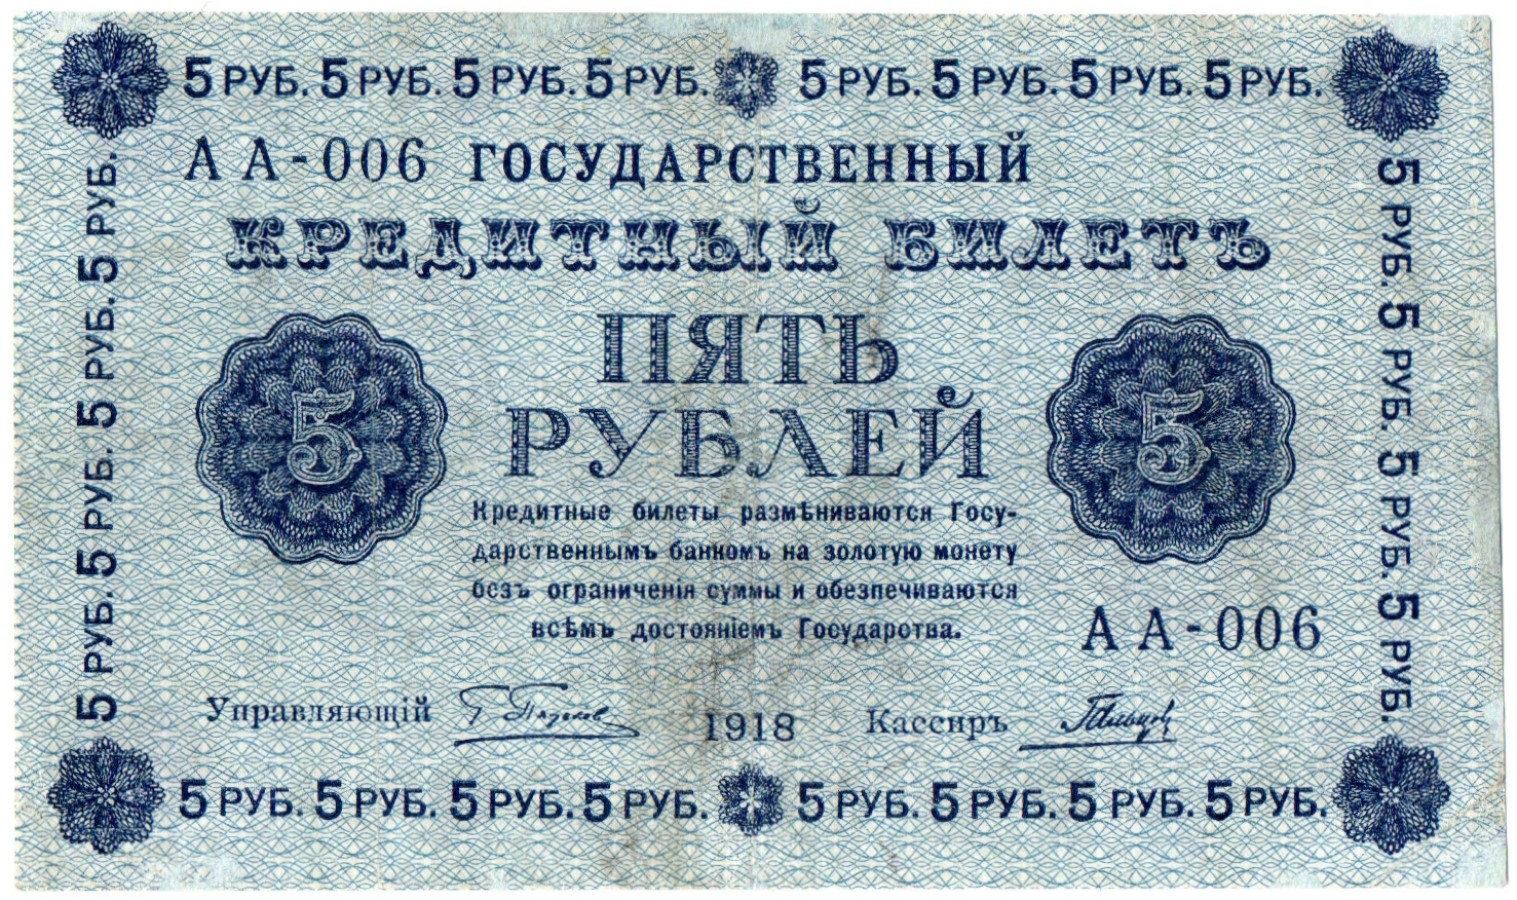 5 РУБ. 5 РУБ. 5 РУБ. 5 РУБ. 5 РУБ. 5 РУБ. 5 РУБ. 5 РУБ.
АА-006 ГОСУДАРСТВЕННЫЙ
КРЕДИТНЫЙ БИЛЕТЪ
ПЯТЬ
РУБЛЕЙ
5
5
Кредитные билеты размѣниваются Госу-
дарственнымъ банкомъ на золотую монету
безъ ограниченія суммы и обезпечиваются
всѣмъ достояніемъ Государства.
АА-006
Управляющій
1918
Кассиръ
5 РУБ. 5 РУБ. 5 РУБ. 5 РУБ.
5 РУБ. 5 РУБ. 5 РУБ. 5 РУБ.
5 РУБ. 5 РУБ. 5 РУБ. 5 РУБ. 5 РУБ. 5 РУБ. 5 РУБ. 5 РУБ.